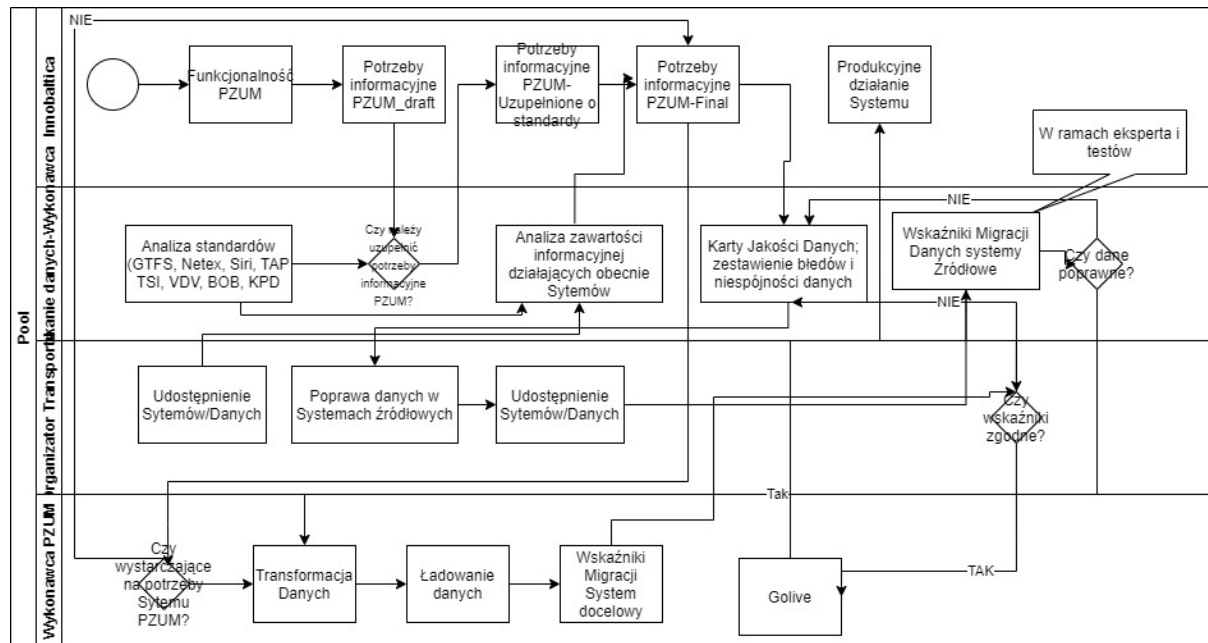 Pool
Innobaltica
NIE
Funkcjonalność
PZUM
Potrzeby
informacyjne
PZUM_draft
Potrzeby
informacyjne
PZUM-
Uzupełnione o
standardy
Potrzeby
informacyjne
PZUM-Final
Produkcyjne
działanie
Systemu
W ramach eksperta i
testów
danych-Wykonawca
Analiza standardów
(GTFS, Netex, Siri, TAP
TSI, VDV, BOB, KPD
Czy należy
uzupełnić
potrzeby
informacyjne
PZUM?
Analiza zawartości
informacyjnej
działających obecnie
Sytemów
Karty Jakości Danych;
zestawienie błedów i
niespójności danych
NIE
Wskaźniki Migracji
Danych systemy
Zródłowe
Czy dane
poprawne?
NIE
Organizator Transportu
Udostępnienie
Sytemów/Danych
Poprawa danych w
Systemach źródłowych
Udostępnienie
Sytemów/Danych
Czy
wskaźniki
zgodne?
Tak
Wykonawca PZUM
Czy
wystarczające
na potrzeby
Sytemu
PZUM?
Transformacja
Danych
Ładowanie
danych
Wskaźniki
Migracji
System
docelowy
Golive
TAK